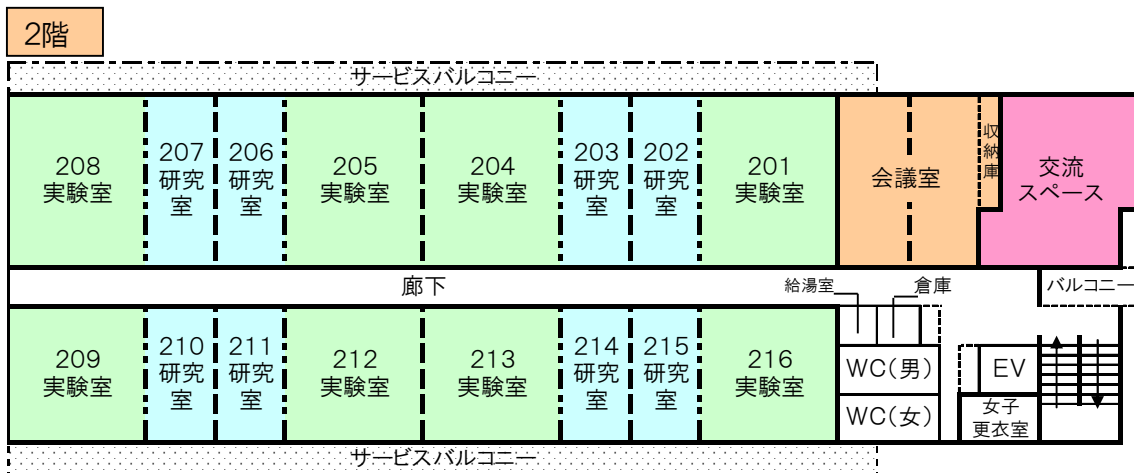 2階
サービスバルコニー
208
実験室
207
研究
室
206
研究
室
205
実験室
204
実験室
203
研究
室
202
研究
室
201
実験室
会議室
収
納
庫
交流
スペース
廊下
給湯室
倉庫
バルコニー
209
実験室
210
研究
室
211
研究
室
212
実験室
213
実験室
214
研究
室
215
研究
室
216
実験室
WC(男)
WC(女)
EV
女子
更衣室
サービスバルコニー